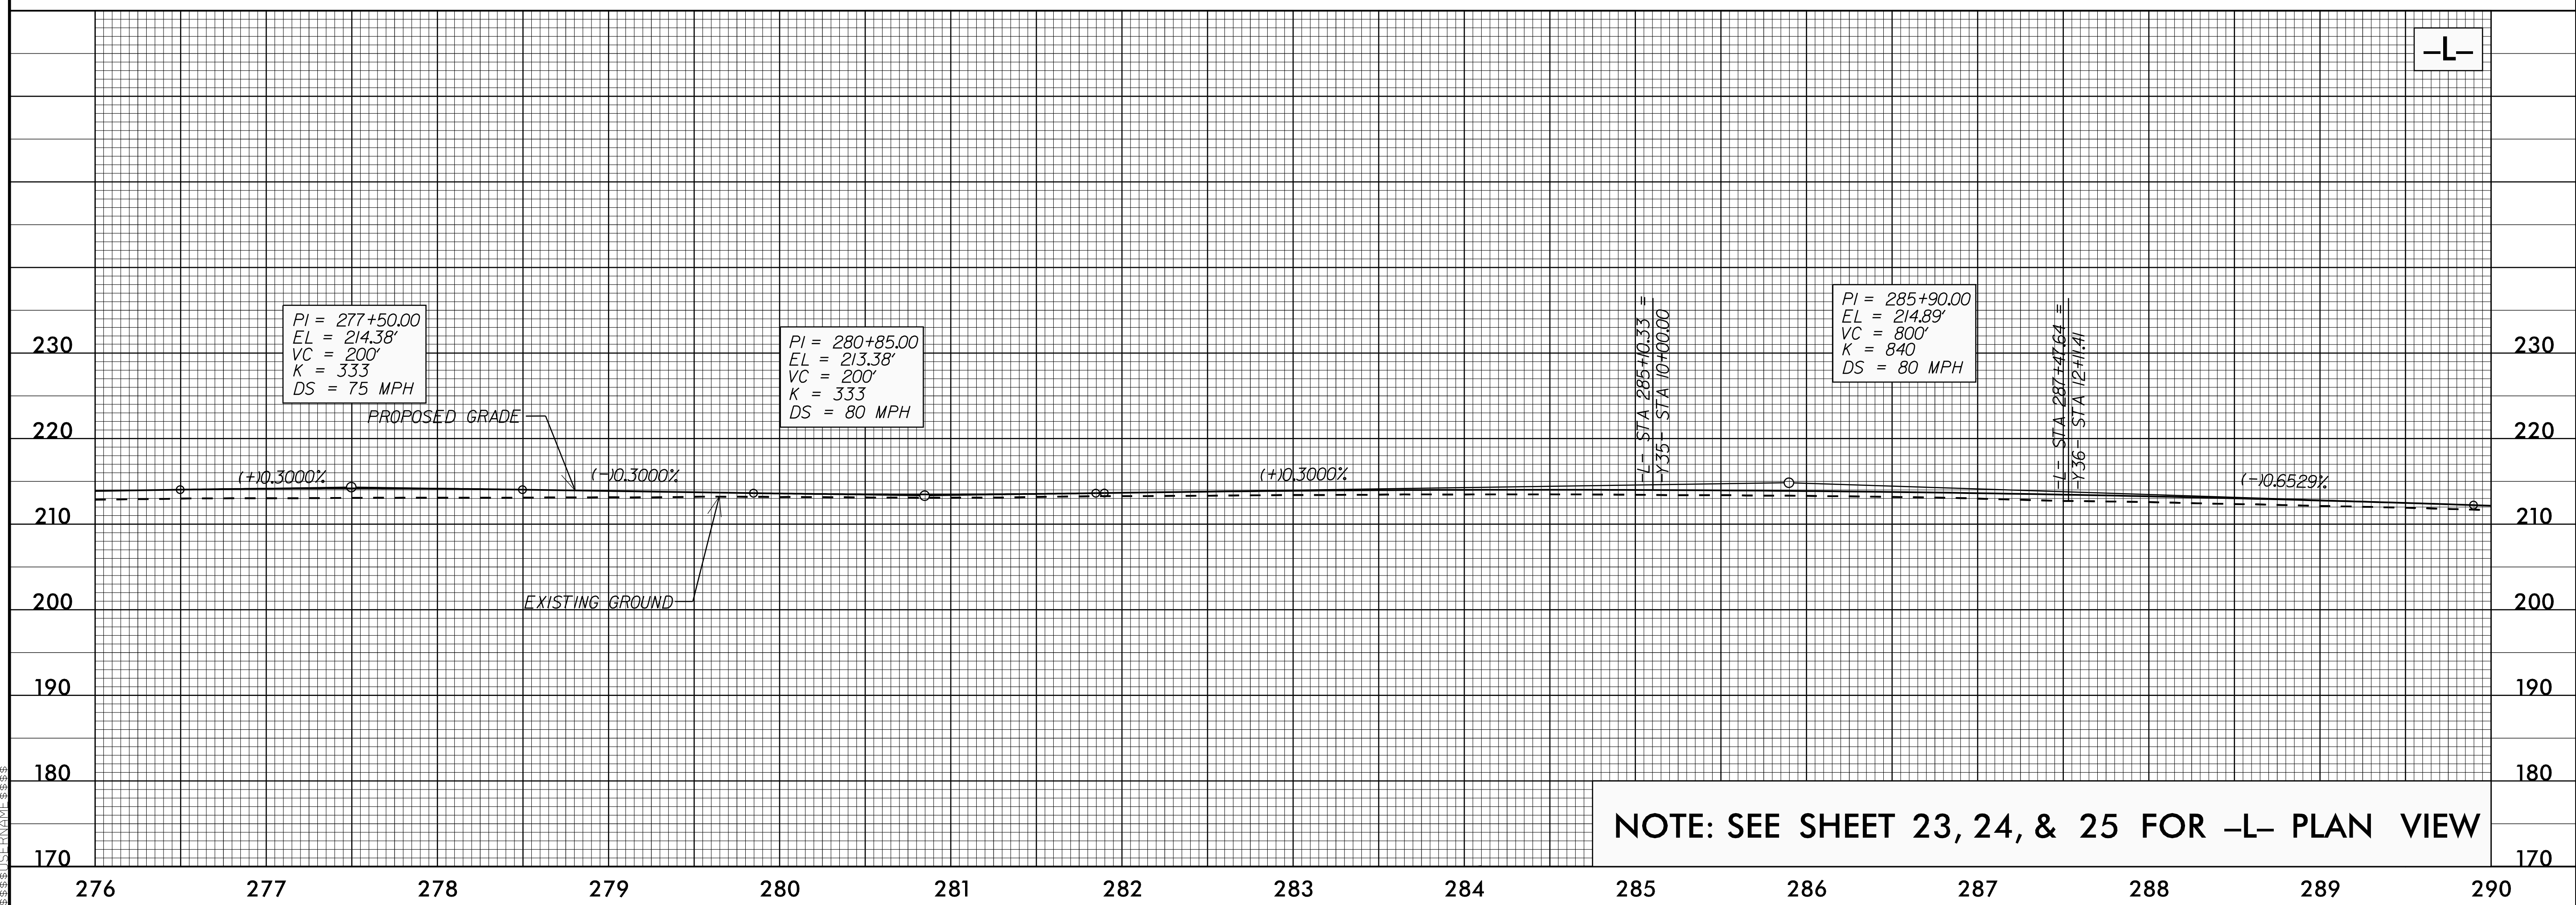 –L–
PI = 277+50.00
EL = 214.38'
VC = 200'
K = 333
DS = 75 MPH
PI = 280+85.00
EL = 213.38'
VC = 200'
K = 333
DS = 80 MPH
PI = 285+90.00
EL = 214.89'
VC = 800'
K = 840
DS = 80 MPH
-L- STA 285+10.33 =
-Y35- STA 10+00.00
-L- STA 287+47.64 =
-Y36- STA 12+11.41
PROPOSED GRADE
(+)0.3000%
(-)0.3000%
(+)0.3000%
(-)0.6529%
EXISTING GROUND
230
220
210
200
190
180
170
230
220
210
200
190
180
170
NOTE: SEE SHEET 23, 24, & 25 FOR –L– PLAN VIEW
276 277 278 279 280 281 282 283 284 285 286 287 288 289 290
$$$$USERNAME$$$$